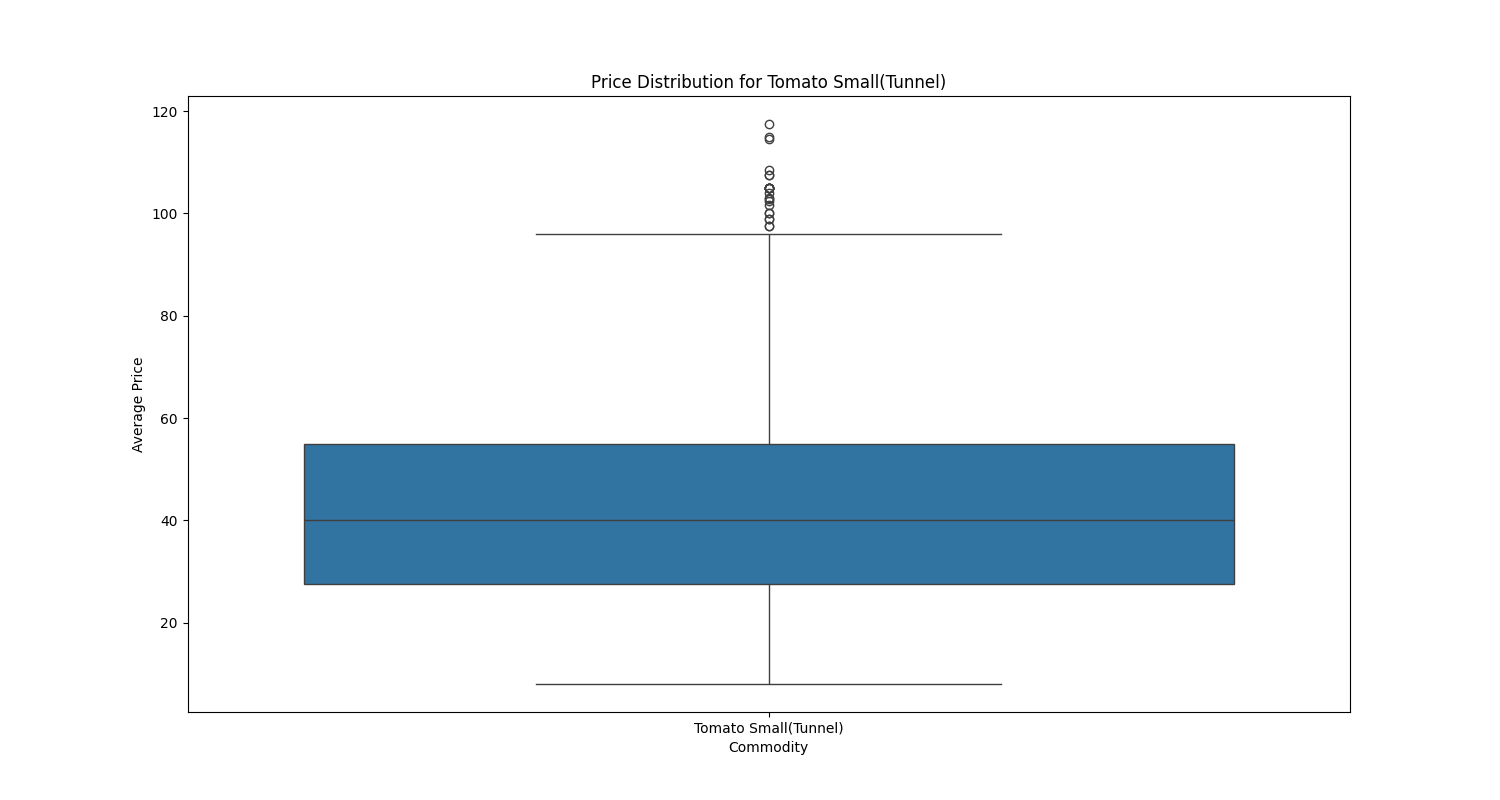 Price Distribution for Tomato Small(Tunnel)
120
100
80
60
40
20
Average Price
Tomato Small(Tunnel)
Commodity